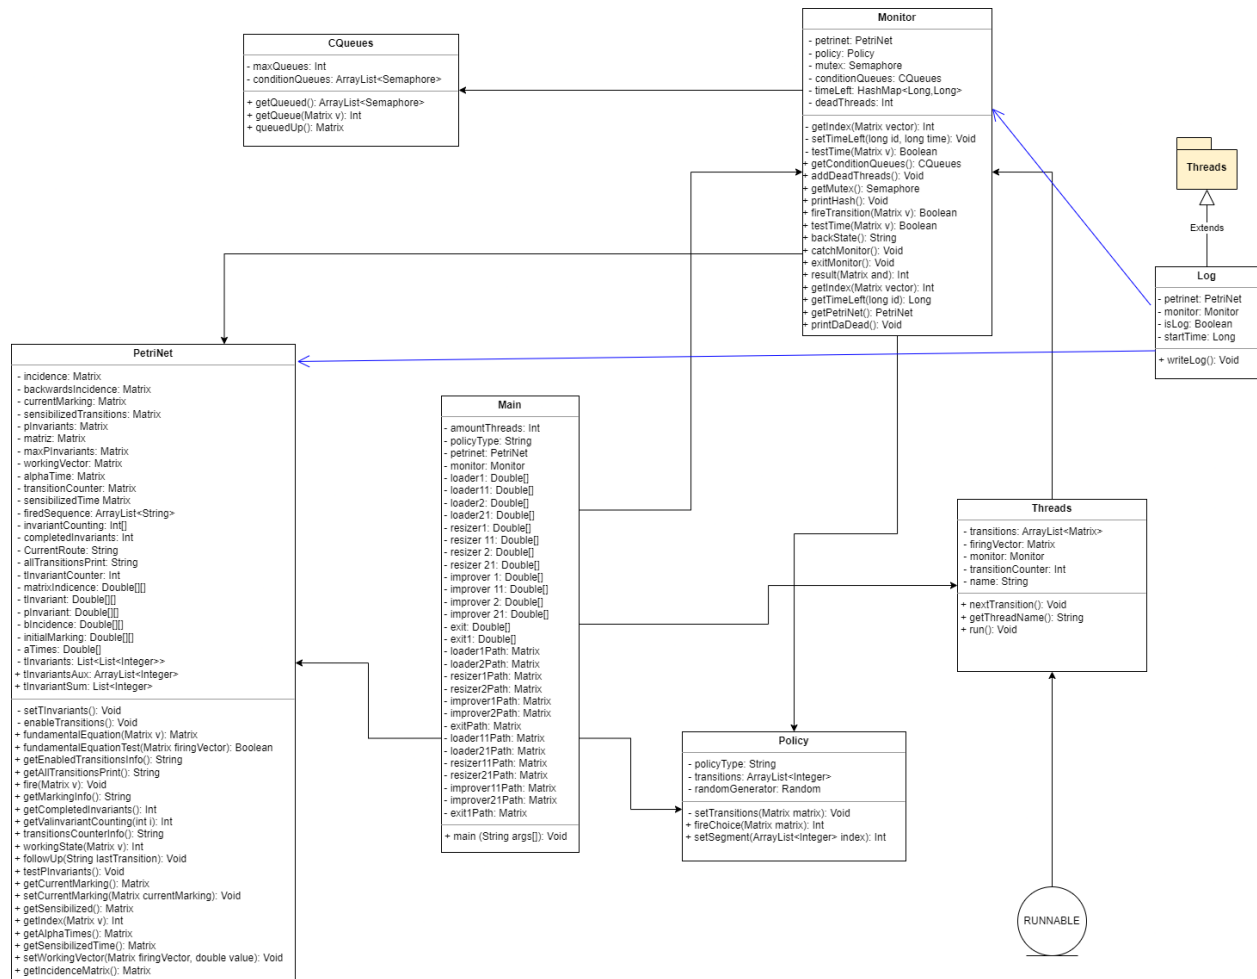 CQueues
- maxQueues: Int
- conditionQueues: ArrayList<Semaphore>
+ getQueued(): ArrayList<Semaphore>
+ getQueue(Matrix v): Int
+ queuedUp(): Matrix
Monitor
- petrinet: PetriNet
- policy: Policy
- mutex: Semaphore
- conditionQueues: CQueues
- timeLeft: HashMap<Long,Long>
- deadThreads: Int
- getIndex(Matrix vector): Int
- setTimeLeft(long id, long time): Void
- testTime(Matrix v): Boolean
+ getConditionQueues(): CQueues
+ addDeadThreads(): Void
+ getMutex(): Semaphore
+ printHash(): Void
+ fireTransition(Matrix v): Boolean
+ testTime(Matrix v): Boolean
+ backState(): String
+ catchMonitor(): Void
+ exitMonitor(): Void
+ result(Matrix and): Int
+ getIndex(Matrix vector): Int
+ getTimeLeft(long id): Long
+ getPetriNet(): PetriNet
+ printDaDead(): Void
Threads
Extends
Log
- petrinet: PetriNet
- monitor: Monitor
- isLog: Boolean
- startTime: Long
+ writeLog(): Void
PetriNet
- incidence: Matrix
- backwardsIncidence: Matrix
- currentMarking: Matrix
- sensibilizedTransitions: Matrix
- pInvariants: Matrix
- matriz: Matrix
- maxPInvariants: Matrix
- workingVector: Matrix
- alphaTime: Matrix
- transitionCounter: Matrix
- sensibilizedTime Matrix
- firedSequence: ArrayList<String>
- invariantCounting: Int[]
- completedInvariants: Int
- CurrentRoute: String
- allTransitionsPrint: String
- tInvariantCounter: Int
- matrixIndicence: Double[][]
- tInvariant: Double[][]
- pInvariant: Double[][]
- bIncidence: Double[][]
- initialMarking: Double[][]
- aTimes: Double[]
- tInvariants: List<List<Integer>>
+ tInvariantsAux: ArrayList<Integer>
+ tInvariantSum: List<Integer>
- setTInvariants(): Void
- enableTransitions(): Void
+ fundamentalEquation(Matrix v): Matrix
+ fundamentalEquationTest(Matrix firingVector): Boolean
+ getEnabledTransitionsInfo(): String
+ getAllTransitionsPrint(): String
+ fire(Matrix v): Void
+ getMarkingInfo(): String
+ getCompletedInvariants(): Int
+ getValinvariantCounting(int i): Int
+ transitionsCounterInfo(): String
+ workingState(Matrix v): Int
+ followUp(String lastTransition): Void
+ testPInvariants(): Void
+ getCurrentMarking(): Matrix
+ setCurrentMarking(Matrix currentMarking): Void
+ getSensibilized(): Matrix
+ getIndex(Matrix v): Int
+ getAlphaTimes(): Matrix
+ getSensibilizedTime(): Matrix
+ setWorkingVector(Matrix firingVector, double value): Void
+ getIncidenceMatrix(): Matrix
Main
- amountThreads: Int
- policyType: String
- petrinet: PetriNet
- monitor: Monitor
- loader1: Double[]
- loader11: Double[]
- loader2: Double[]
- loader21: Double[]
- resizer1: Double[]
- resizer 11: Double[]
- resizer 2: Double[]
- resizer 21: Double[]
- improver 1: Double[]
- improver 11: Double[]
- improver 2: Double[]
- improver 21: Double[]
- exit: Double[]
- exit1: Double[]
- loader1Path: Matrix
- loader2Path: Matrix
- resizer1Path: Matrix
- resizer2Path: Matrix
- improver1Path: Matrix
- improver2Path: Matrix
- exitPath: Matrix
- loader11Path: Matrix
- loader21Path: Matrix
- resizer11Path: Matrix
- resizer21Path: Matrix
- improver11Path: Matrix
- improver21Path: Matrix
- exit1Path: Matrix
+ main (String args[]): Void
Threads
- transitions: ArrayList<Matrix>
- firingVector: Matrix
- monitor: Monitor
- transitionCounter: Int
- name: String
+ nextTransition(): Void
+ getThreadName(): String
+ run(): Void
Policy
- policyType: String
- transitions: ArrayList<Integer>
- randomGenerator: Random
- setTransitions(Matrix matrix): Void
+ fireChoice(Matrix matrix): Int
+ setSegment(ArrayList<Integer> index): Int
RUNNABLE